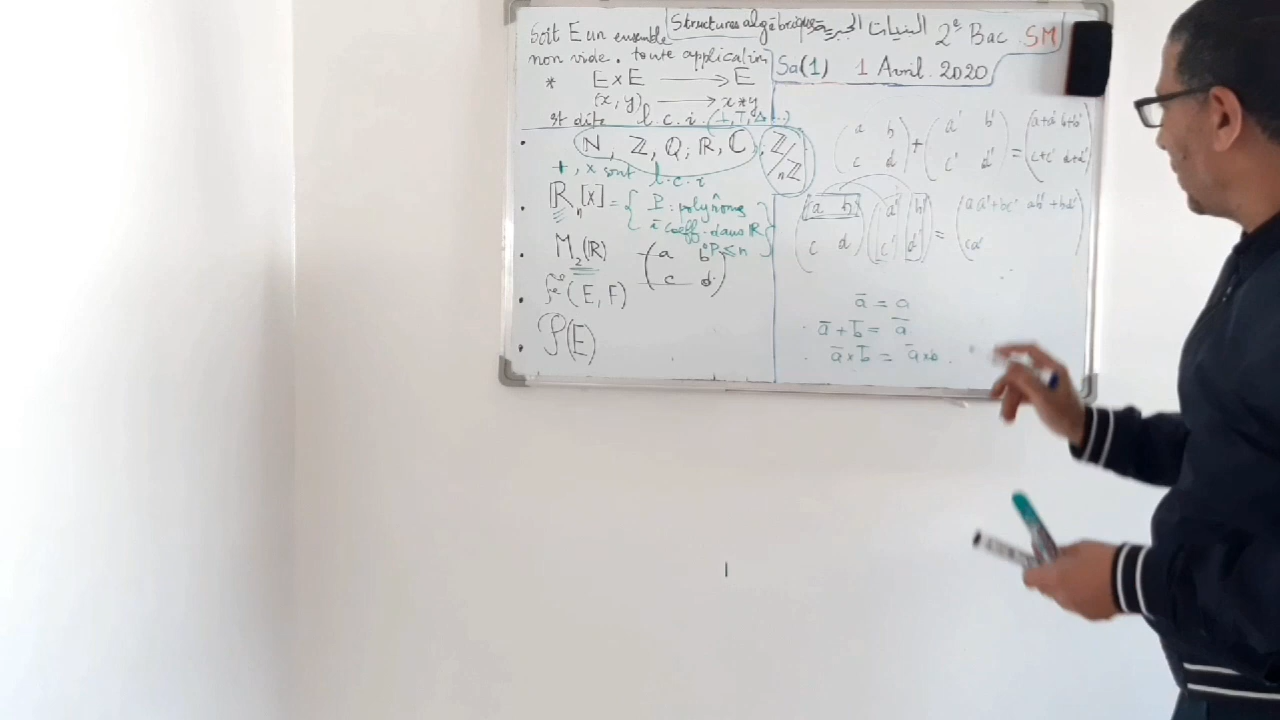 Structures algébriques البنيات الجبرية 2e Bac SM
Sa(1) 1 Avril 2020
Soit E un ensemble
non vide. toute application
* E × E → E
(x, y) → x * y
est dite l.c.i. (⊥, T, Δ...)
• ℕ, ℤ, ℚ, ℝ, ℂ, ℤ/nℤ
+, × sont l.c.i
• ℝn[X] = { P: polynôme
coeff. dans ℝ
d°P ≤ n }
• M2(ℝ) (a b
c d)
• (E, F)
• P(E)
(a b
c d) + (a' b'
c' d') = (a+a' b+b'
c+c' d+d')
(a b
c d) (a' b'
c' d') = (aa'+bc' ab'+bd'
ca'
a̅ = a
• a̅ + b̅ = a̅
• a̅ × b̅ = a̅×b.